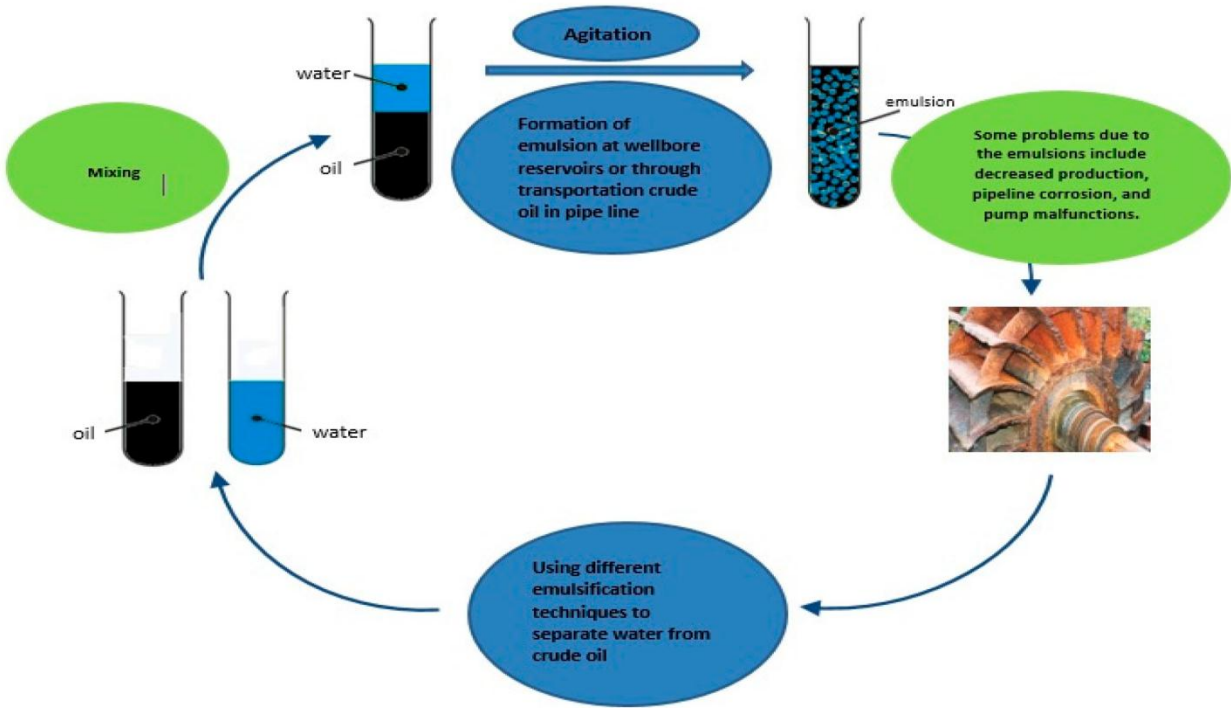 Agitation
water
oil
Formation of
emulsion at wellbore
reservoirs or through
transportation crude
oil in pipe line
emulsion
Some problems due to
the emulsions include
decreased production,
pipeline corrosion, and
pump malfunctions.
Mixing
oil
water
Using different
emulsification
techniques to
separate water from
crude oil